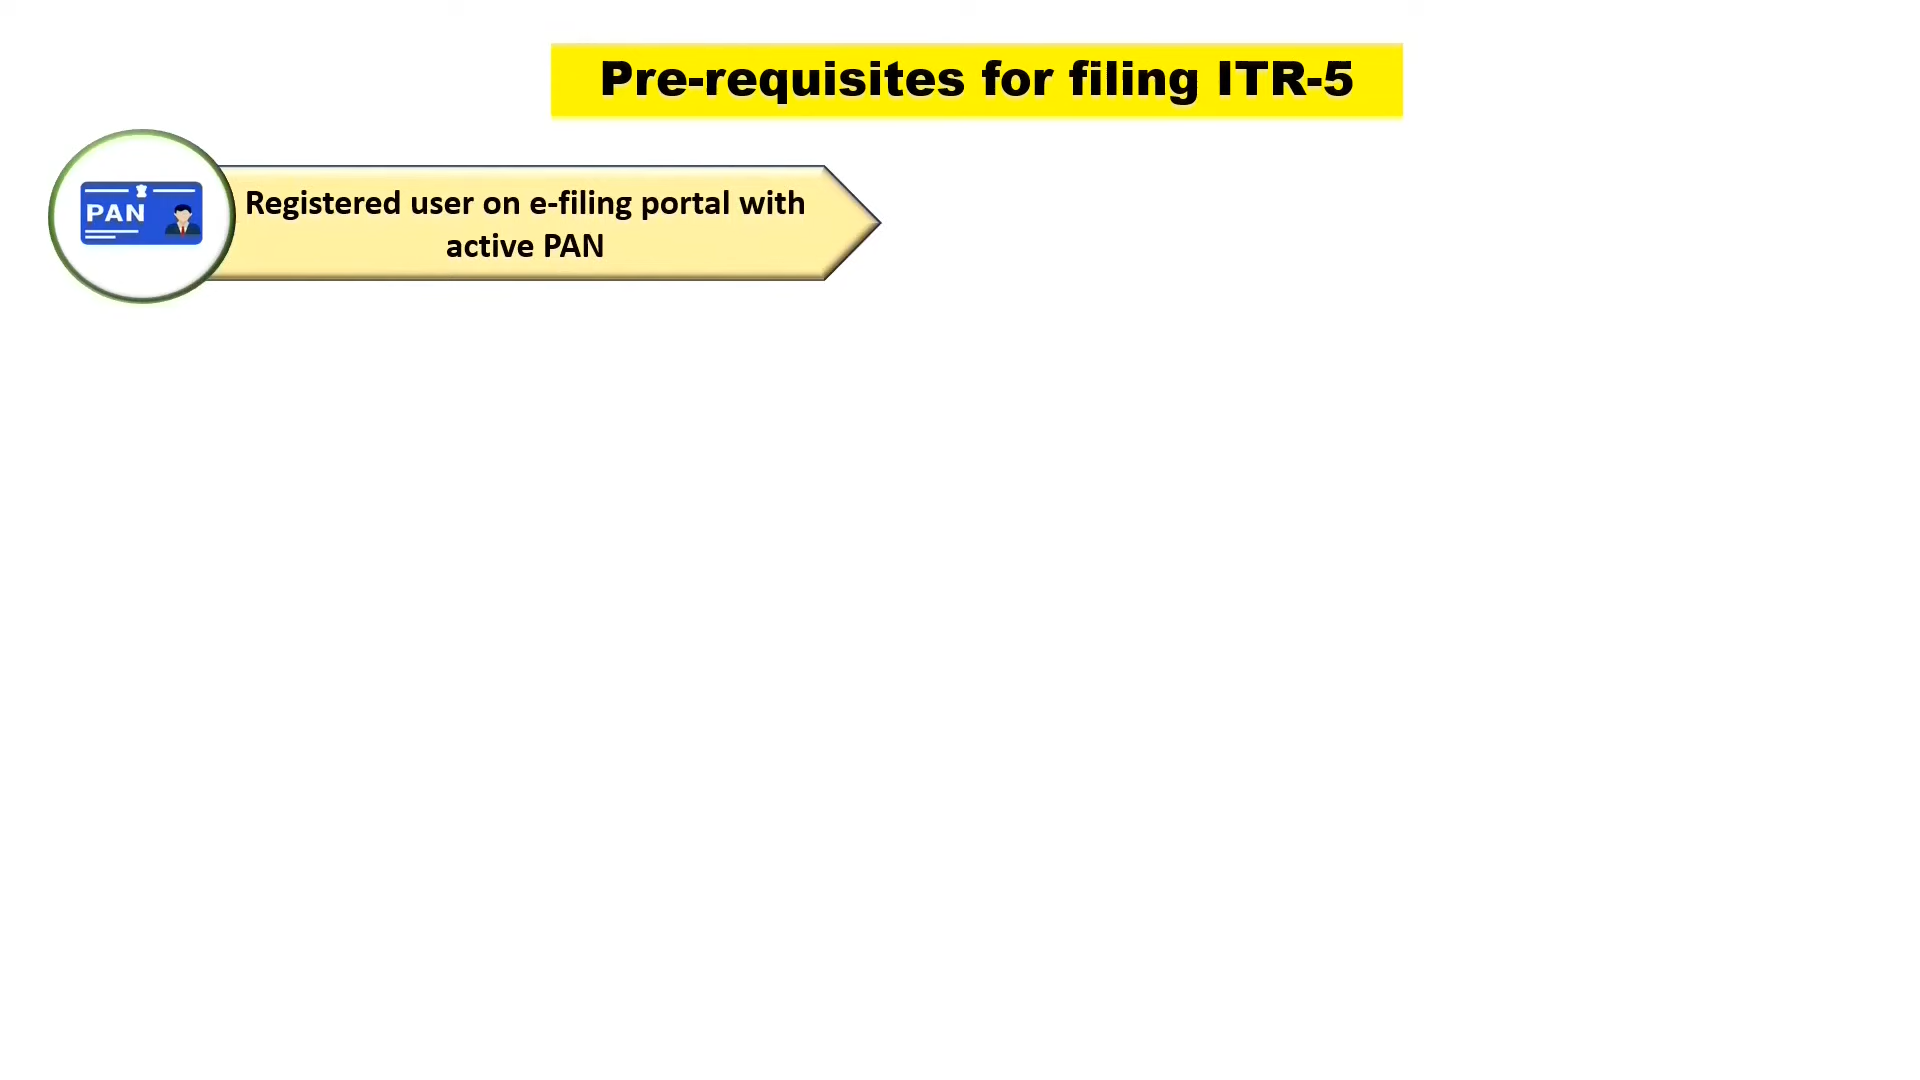 Pre-requisites for filing ITR-5
PAN
Registered user on e-filing portal with
active PAN